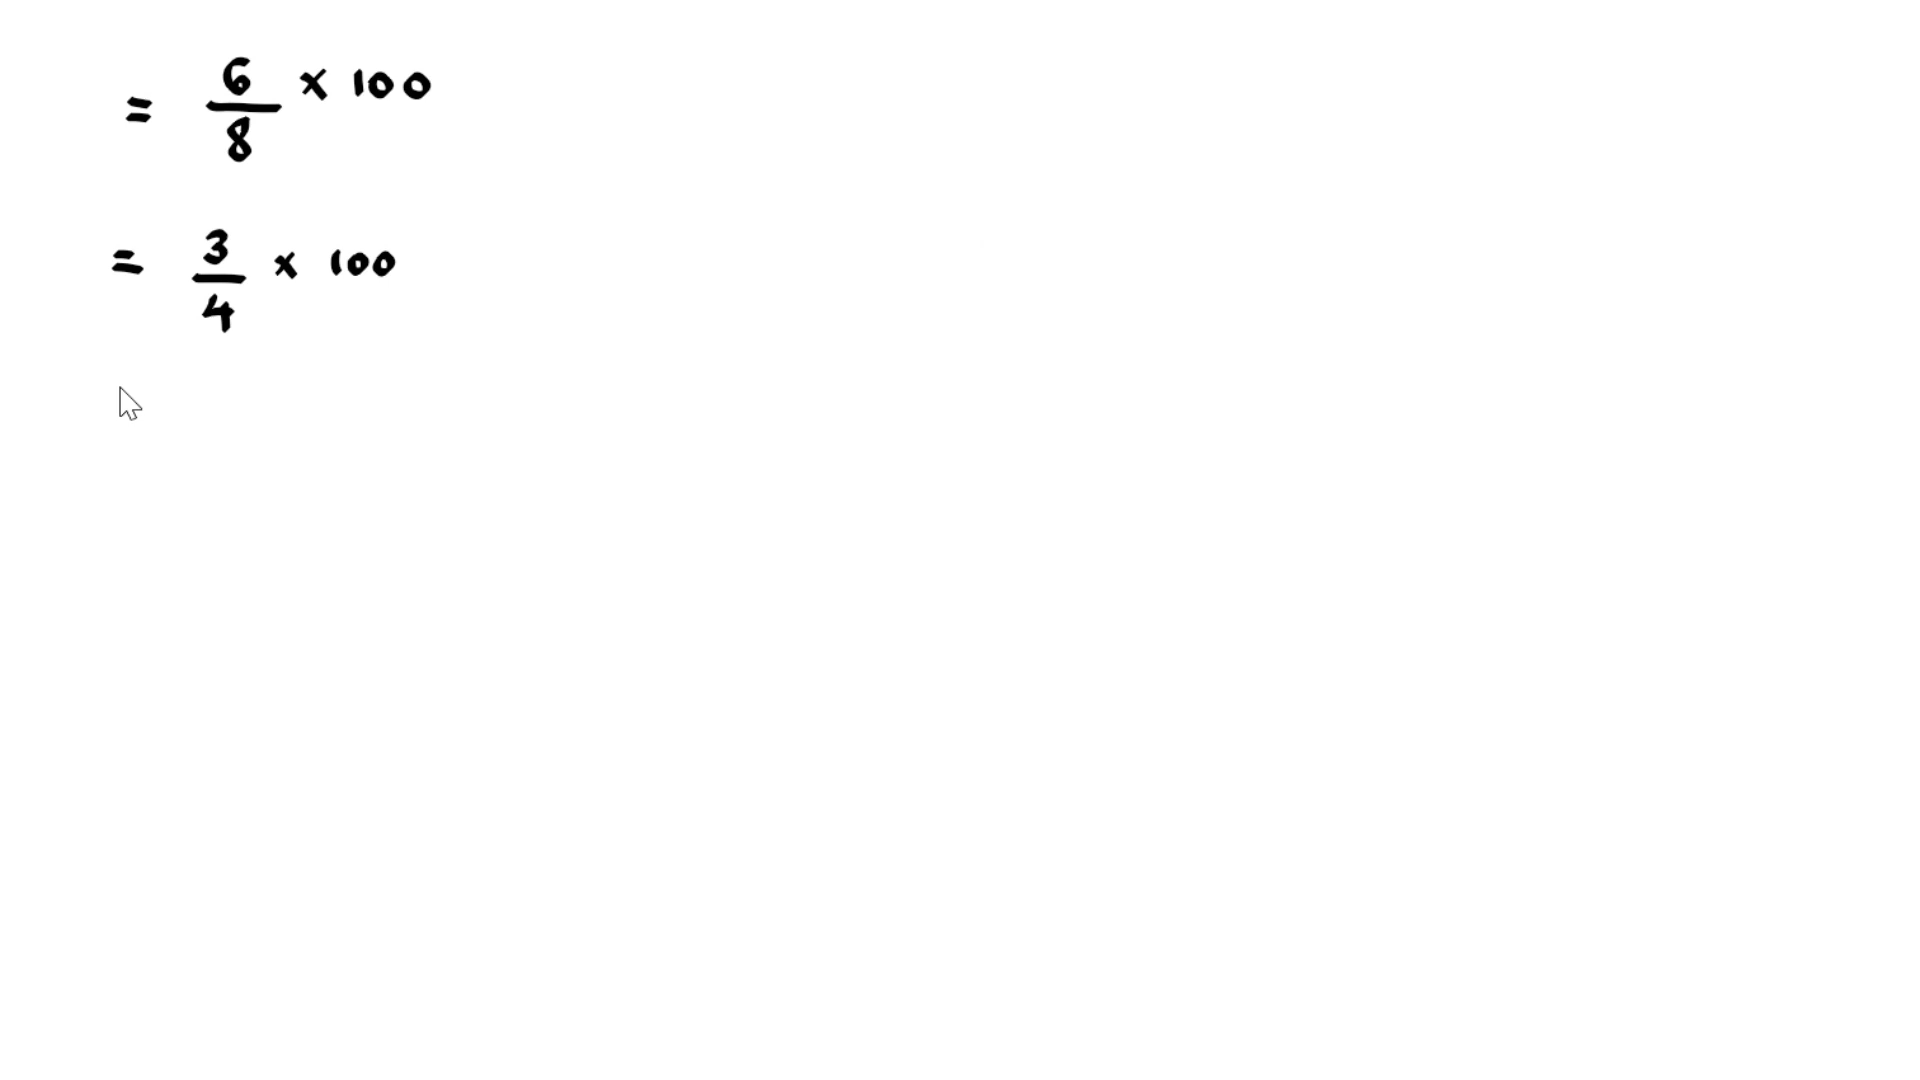 = 6/8 x 100
= 3/4 x 100